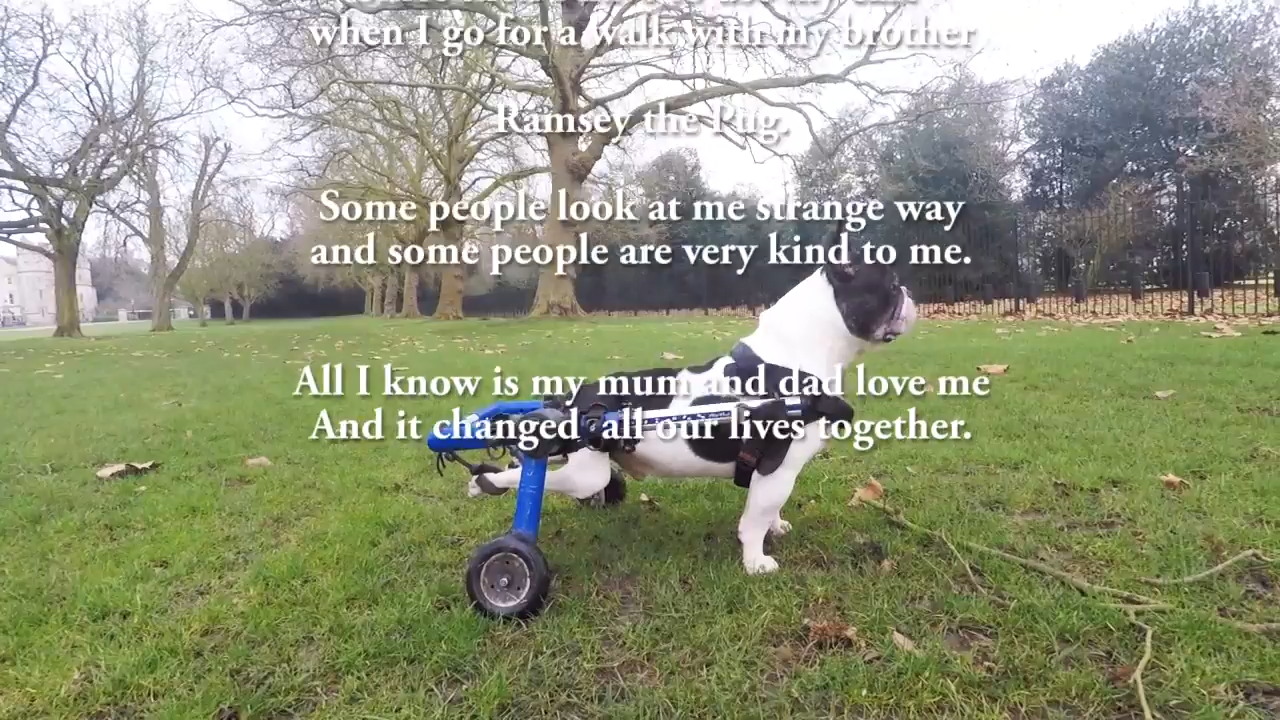 when I go for a walk with my brother
Ramsey the Pug.
Some people look at me strange way
and some people are very kind to me.
All I know is my mum and dad love me
And it changed all our lives together.